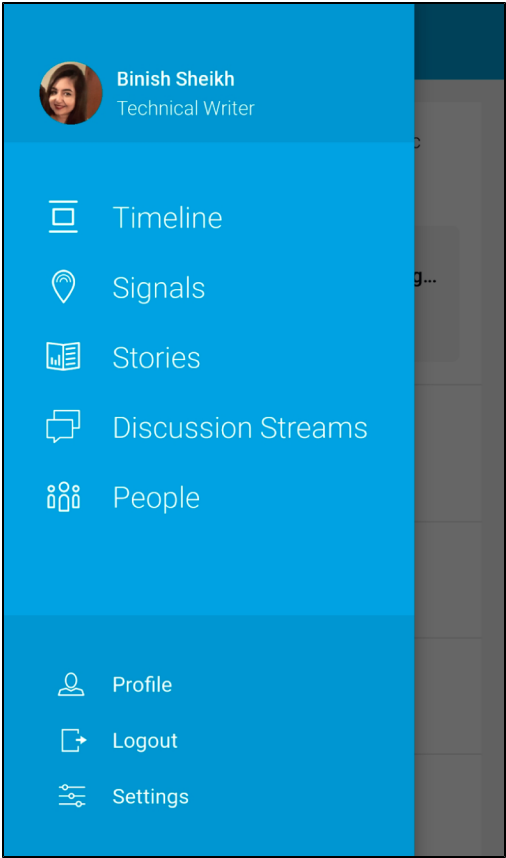 Binish Sheikh
Technical Writer
Timeline
Signals
Stories
Discussion Streams
People
Profile
Logout
Settings